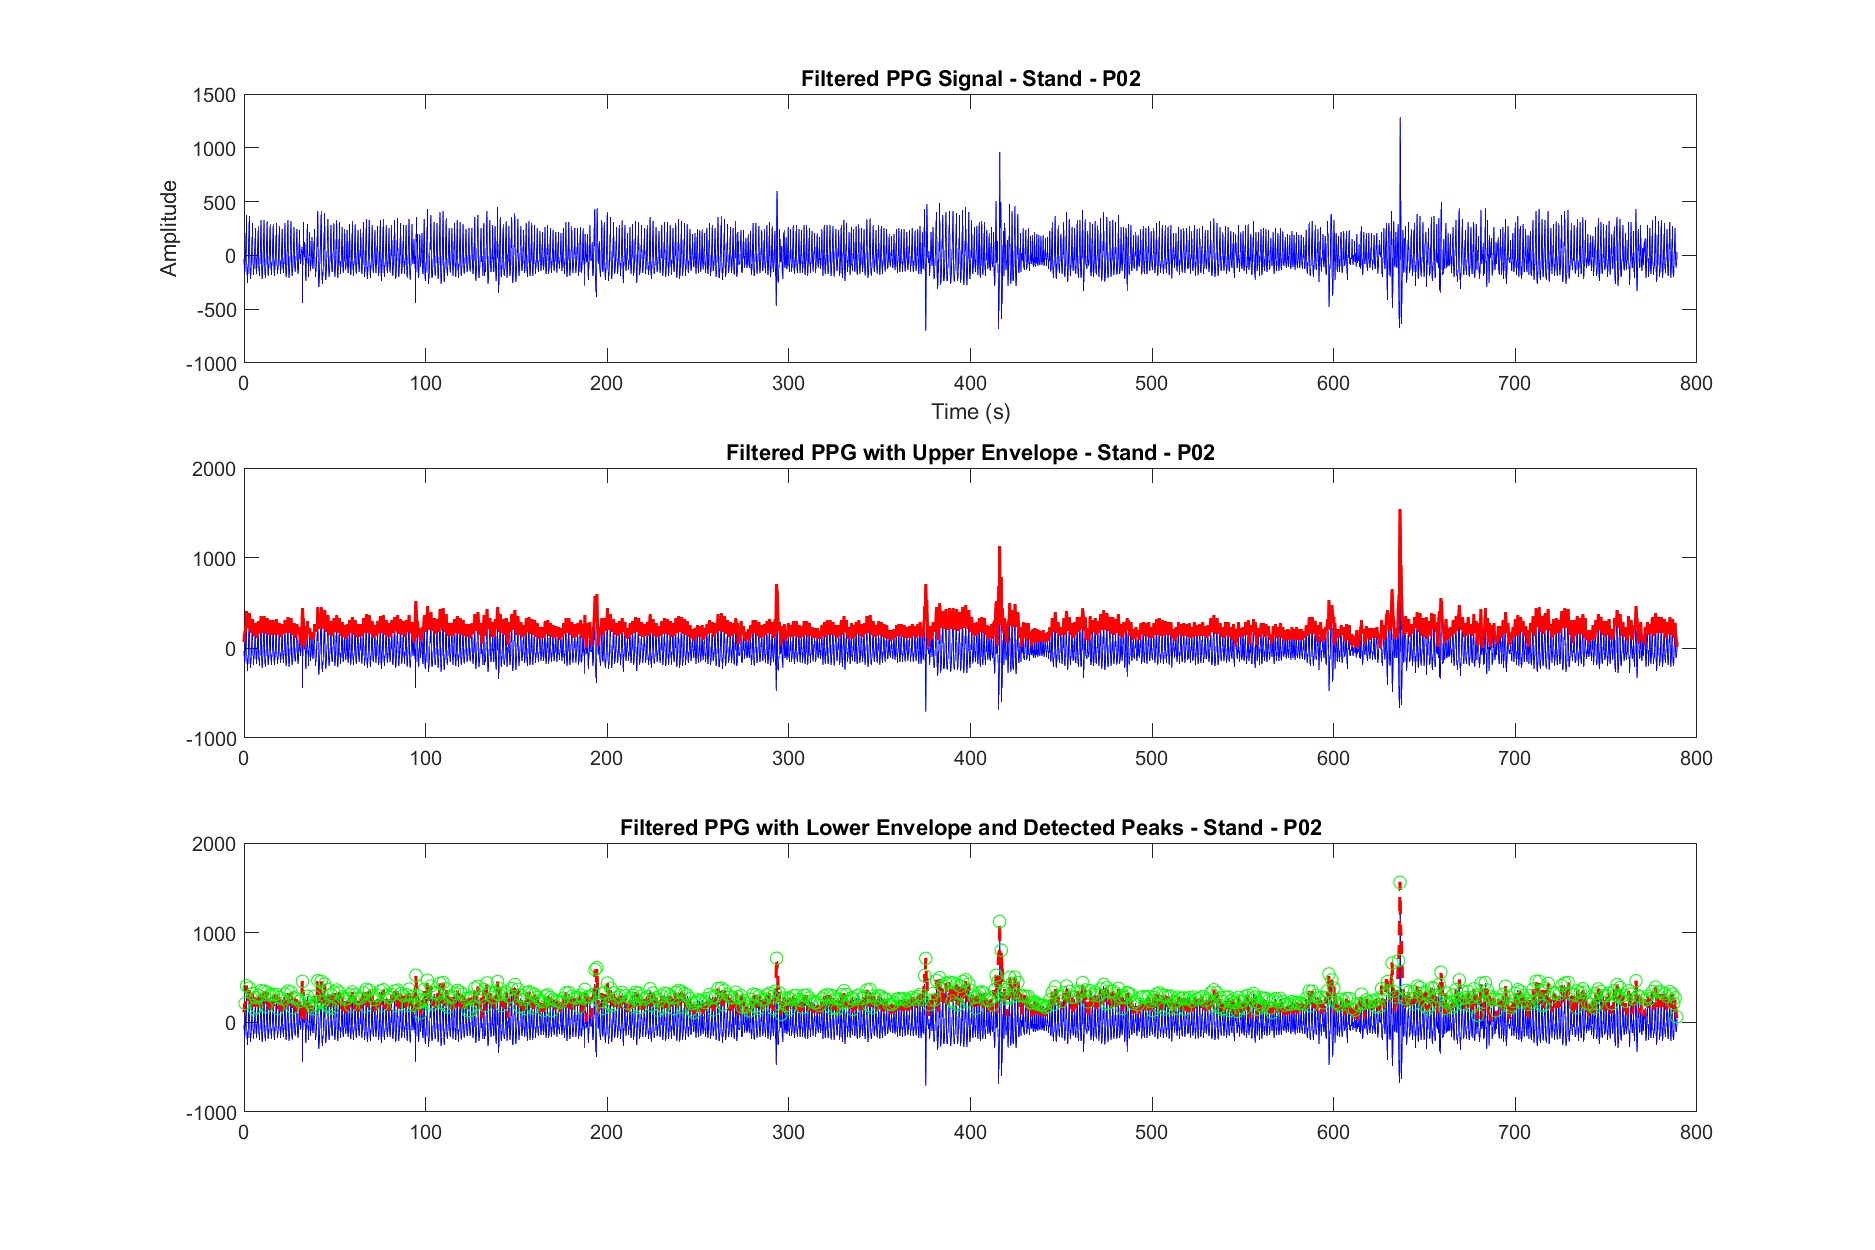 Filtered PPG Signal - Stand - P02
1500
1000
500
0
-500
-1000
Amplitude
0 100 200 300 400 500 600 700 800
Time (s)
Filtered PPG with Upper Envelope - Stand - P02
2000
1000
0
-1000
0 100 200 300 400 500 600 700 800
Filtered PPG with Lower Envelope and Detected Peaks - Stand - P02
2000
1000
0
-1000
0 100 200 300 400 500 600 700 800